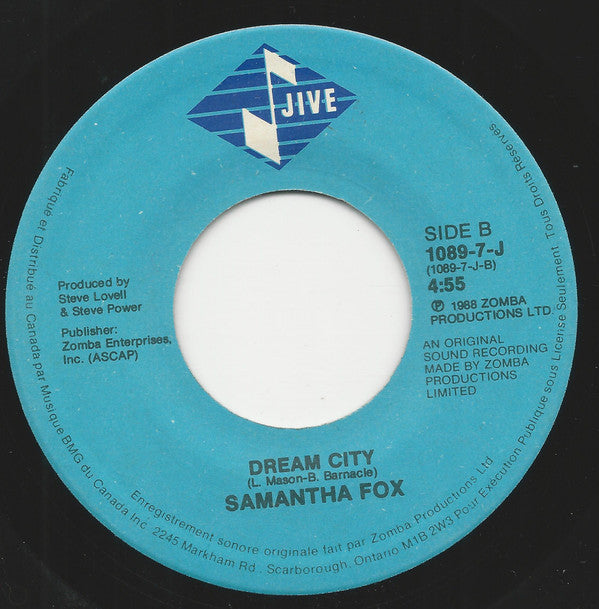 JIVE
SIDE B
1089-7-J
(1089-7-J-B)
4:55
Ⓟ 1988 ZOMBA
PRODUCTIONS LTD.
AN ORIGINAL
SOUND RECORDING
MADE BY ZOMBA
PRODUCTIONS
LIMITED
Produced by
Steve Lovell
& Steve Power
Publisher:
Zomba Enterprises,
Inc. (ASCAP)
DREAM CITY
(L. Mason-B. Barnacle)
SAMANTHA FOX
Enregistrement sonore originale fait par Zomba Productions Ltd
Fabriqué et Distribué au Canada par Musique BMG du Canada Inc. 2245 Markham Rd., Scarborough, Ontario M1B 2W3 Pour Exécution Publique sous License Seulement Tous Droits Réservés